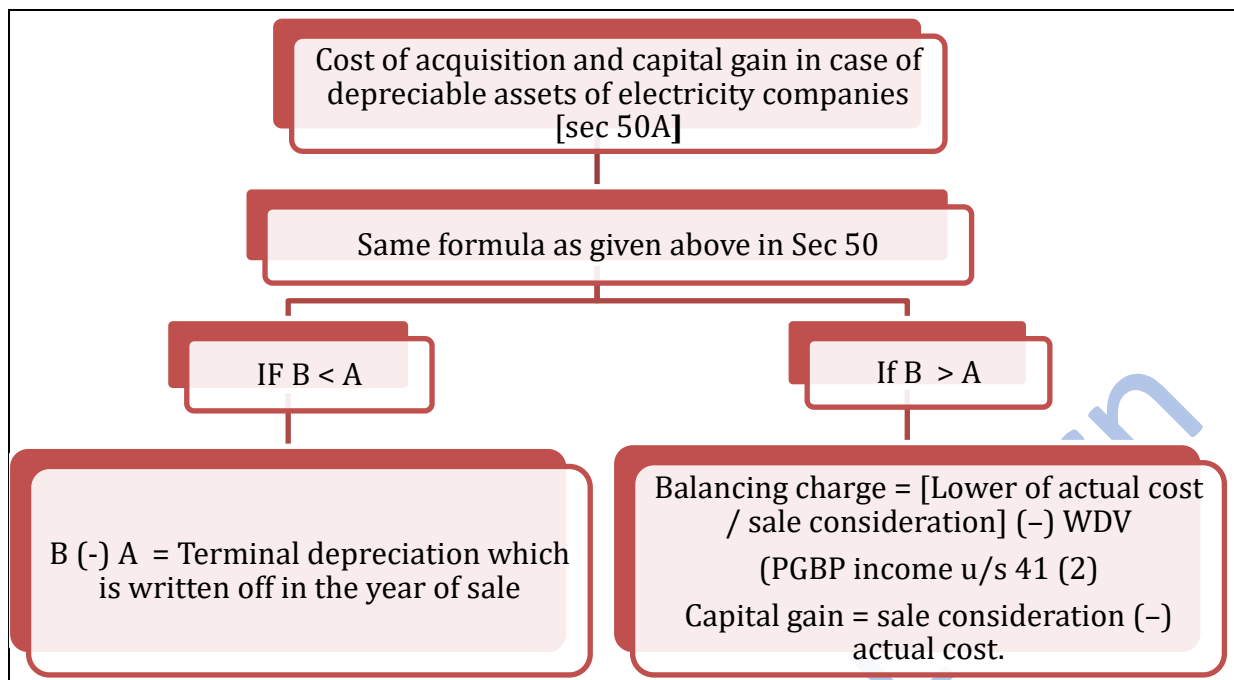 Cost of acquisition and capital gain in case of
depreciable assets of electricity companies
[sec 50A]
Same formula as given above in Sec 50
IF B < A
If B > A
B (-) A = Terminal depreciation which
is written off in the year of sale
Balancing charge = [Lower of actual cost
/ sale consideration] (–) WDV
(PGBP income u/s 41 (2)
Capital gain = sale consideration (–)
actual cost.